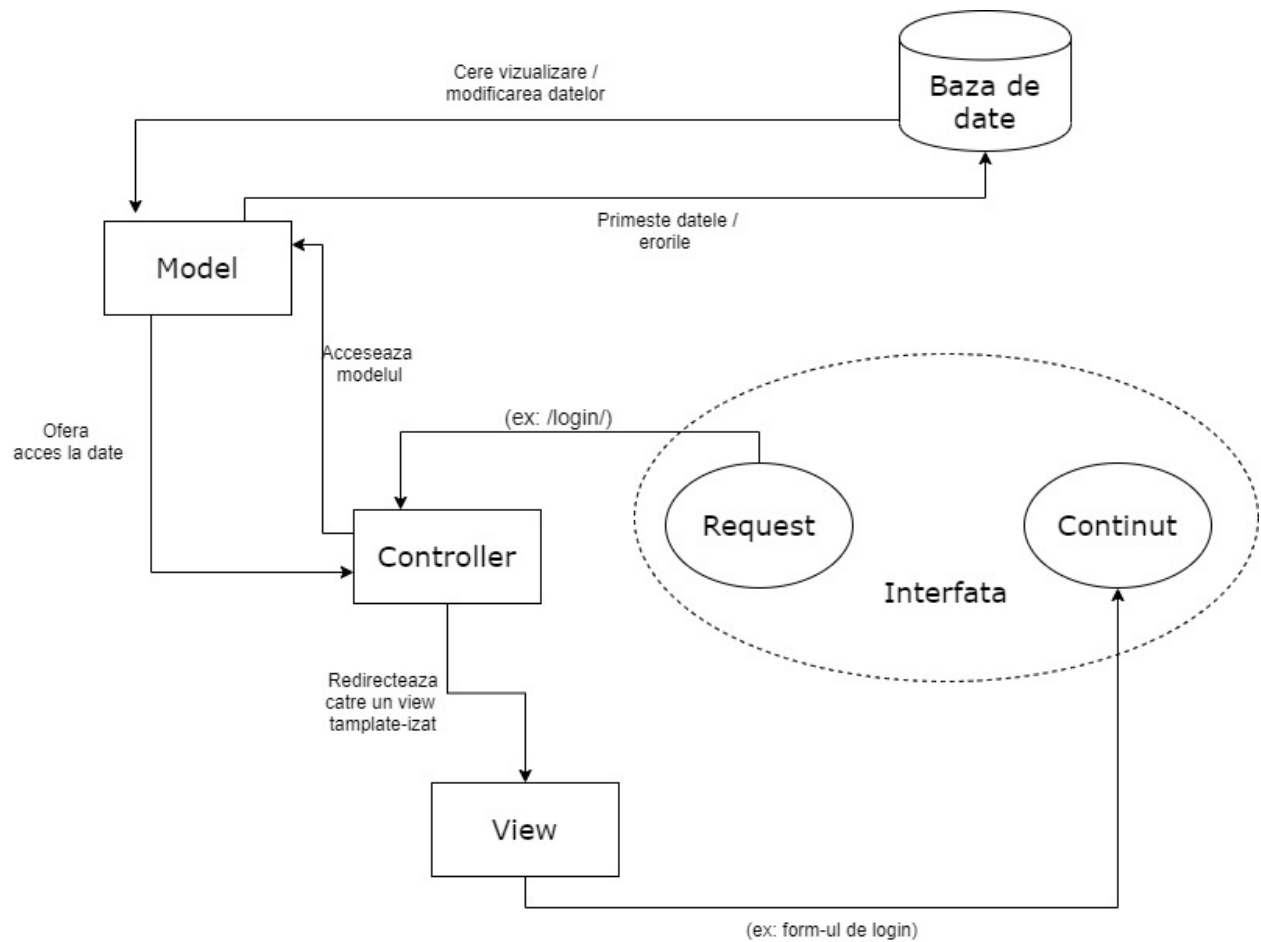 Cere vizualizare /
modificarea datelor
Baza de
date
Primeste datele /
erorile
Model
Acceseaza
modelul
Ofera
acces la date
(ex: /login/)
Request
Continut
Interfata
Controller
Redirecteaza
catre un view
tamplate-izat
View
(ex: form-ul de login)